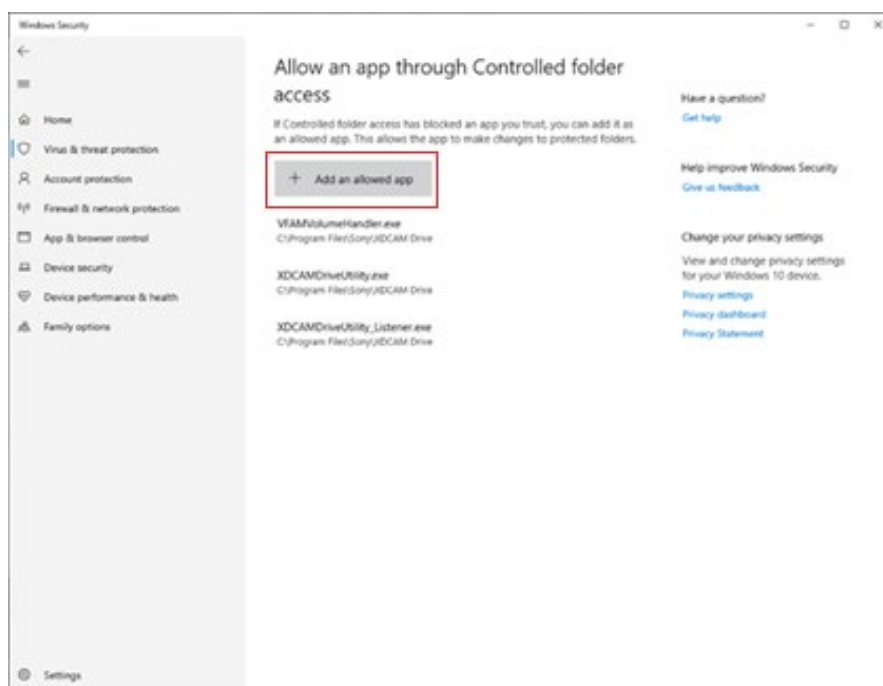 Windows Security
Home
Virus & threat protection
Account protection
Firewall & network protection
App & browser control
Device security
Device performance & health
Family options
Settings
Allow an app through Controlled folder
access
If Controlled folder access has blocked an app you trust, you can add it as
an allowed app. This allows the app to make changes to protected folders.
+ Add an allowed app
VFAMVolumeHandler.exe
C:\Program Files\Sony\XDCAM Drive
XDCAMDriveUtility.exe
C:\Program Files\Sony\XDCAM Drive
XDCAMDriveUtility_Listener.exe
C:\Program Files\Sony\XDCAM Drive
Have a question?
Get help
Help improve Windows Security
Give us feedback
Change your privacy settings
View and change privacy settings
for your Windows 10 device.
Privacy settings
Privacy dashboard
Privacy Statement